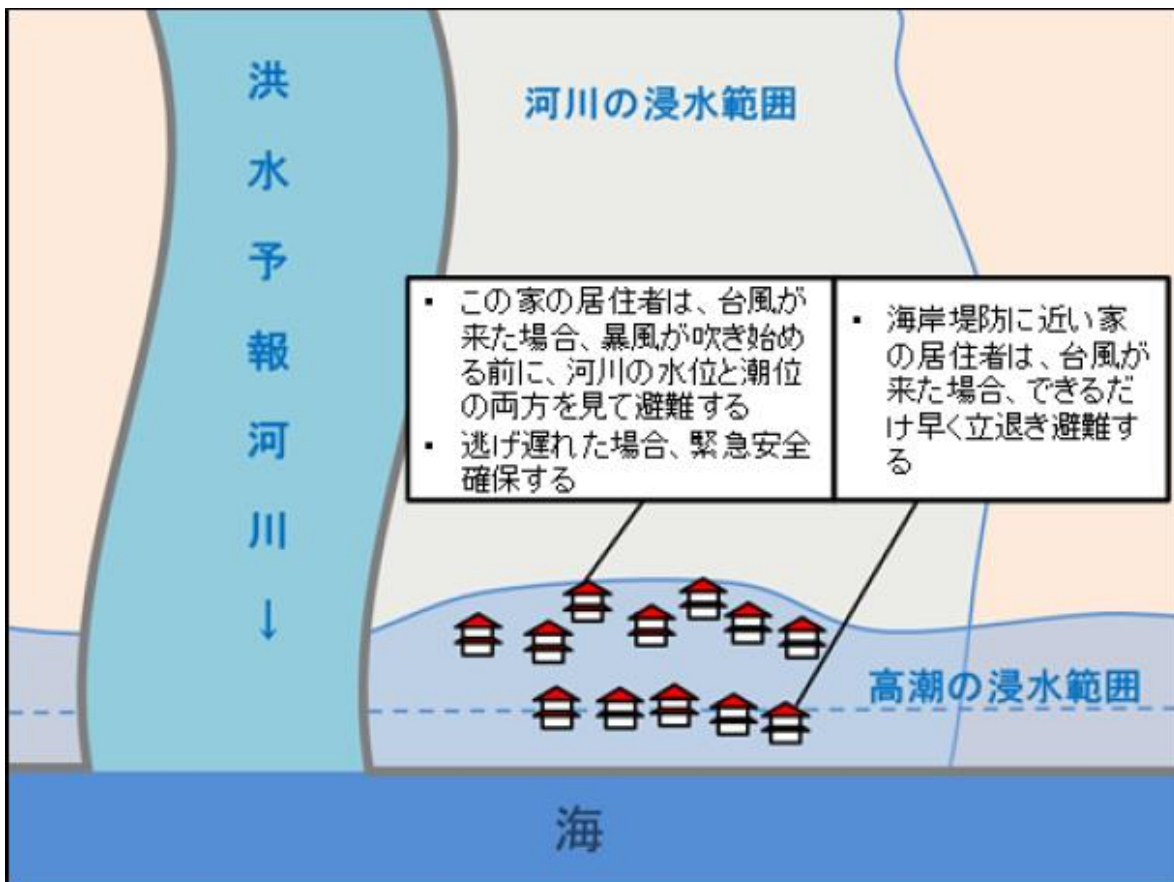 洪水予報河川↓
河川の浸水範囲
▪ この家の居住者は、台風が
来た場合、暴風が吹き始め
る前に、河川の水位と潮位
の両方を見て避難する
▪ 逃げ遅れた場合、緊急安全
確保する
▪ 海岸堤防に近い家
の居住者は、台風が
来た場合、できるだ
け早く立退き避難す
る
高潮の浸水範囲
海